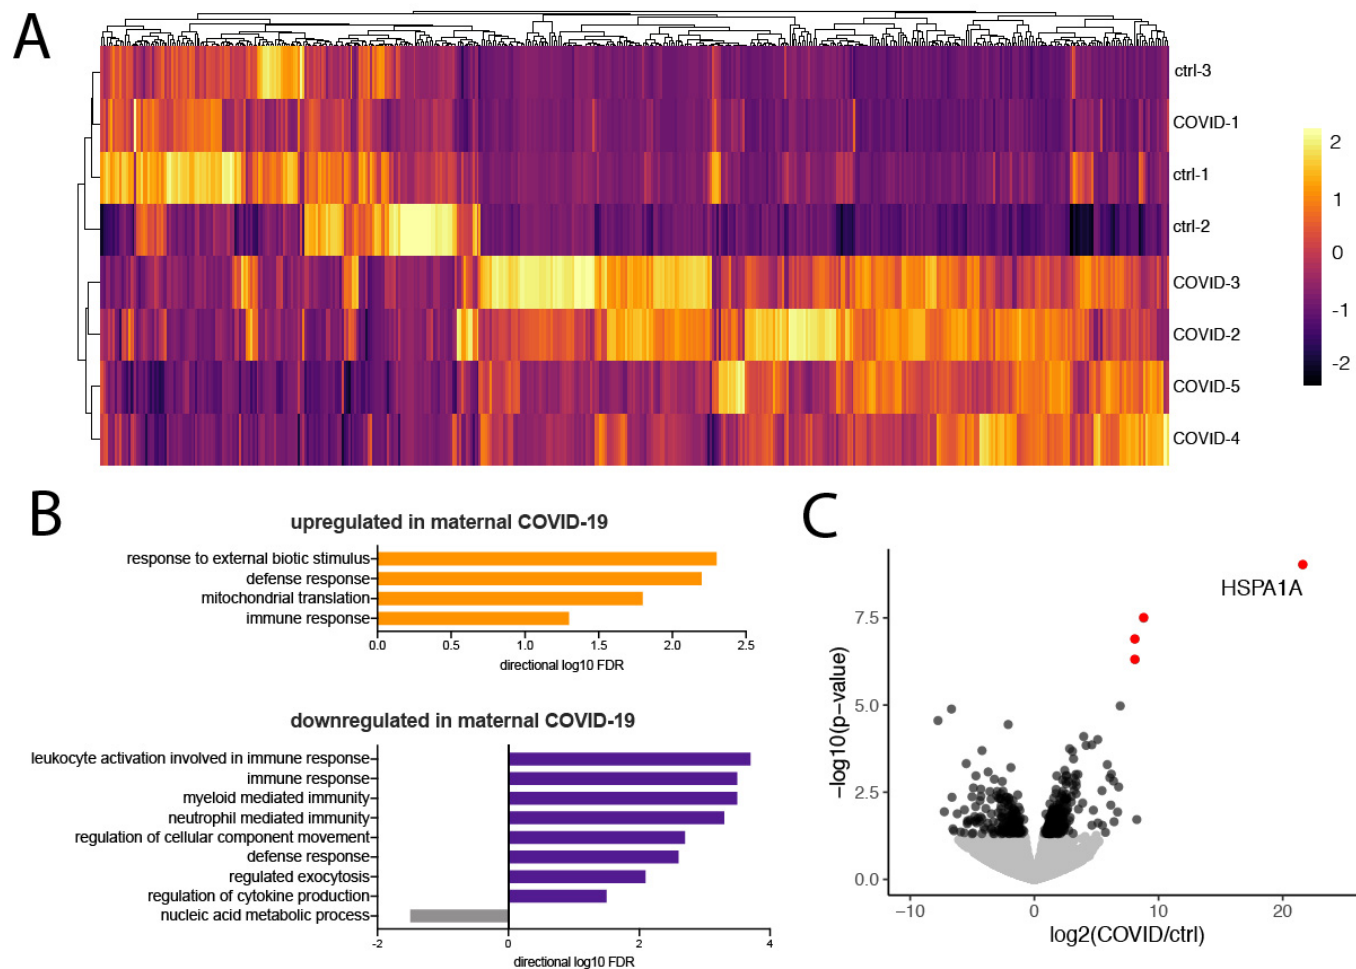 A
ctrl-3
COVID-1
ctrl-1
ctrl-2
COVID-3
COVID-2
COVID-5
COVID-4
2
1
0
-1
-2
B
upregulated in maternal COVID-19
response to external biotic stimulus
defense response
mitochondrial translation
immune response
0.0 0.5 1.0 1.5 2.0 2.5
directional log10 FDR
downregulated in maternal COVID-19
leukocyte activation involved in immune response
immune response
myeloid mediated immunity
neutrophil mediated immunity
regulation of cellular component movement
defense response
regulated exocytosis
regulation of cytokine production
nucleic acid metabolic process
-2 0 2 4
directional log10 FDR
C
HSPA1A
7.5
5.0
2.5
0.0
−log10(p−value)
−10 0 10 20
log2(COVID/ctrl)